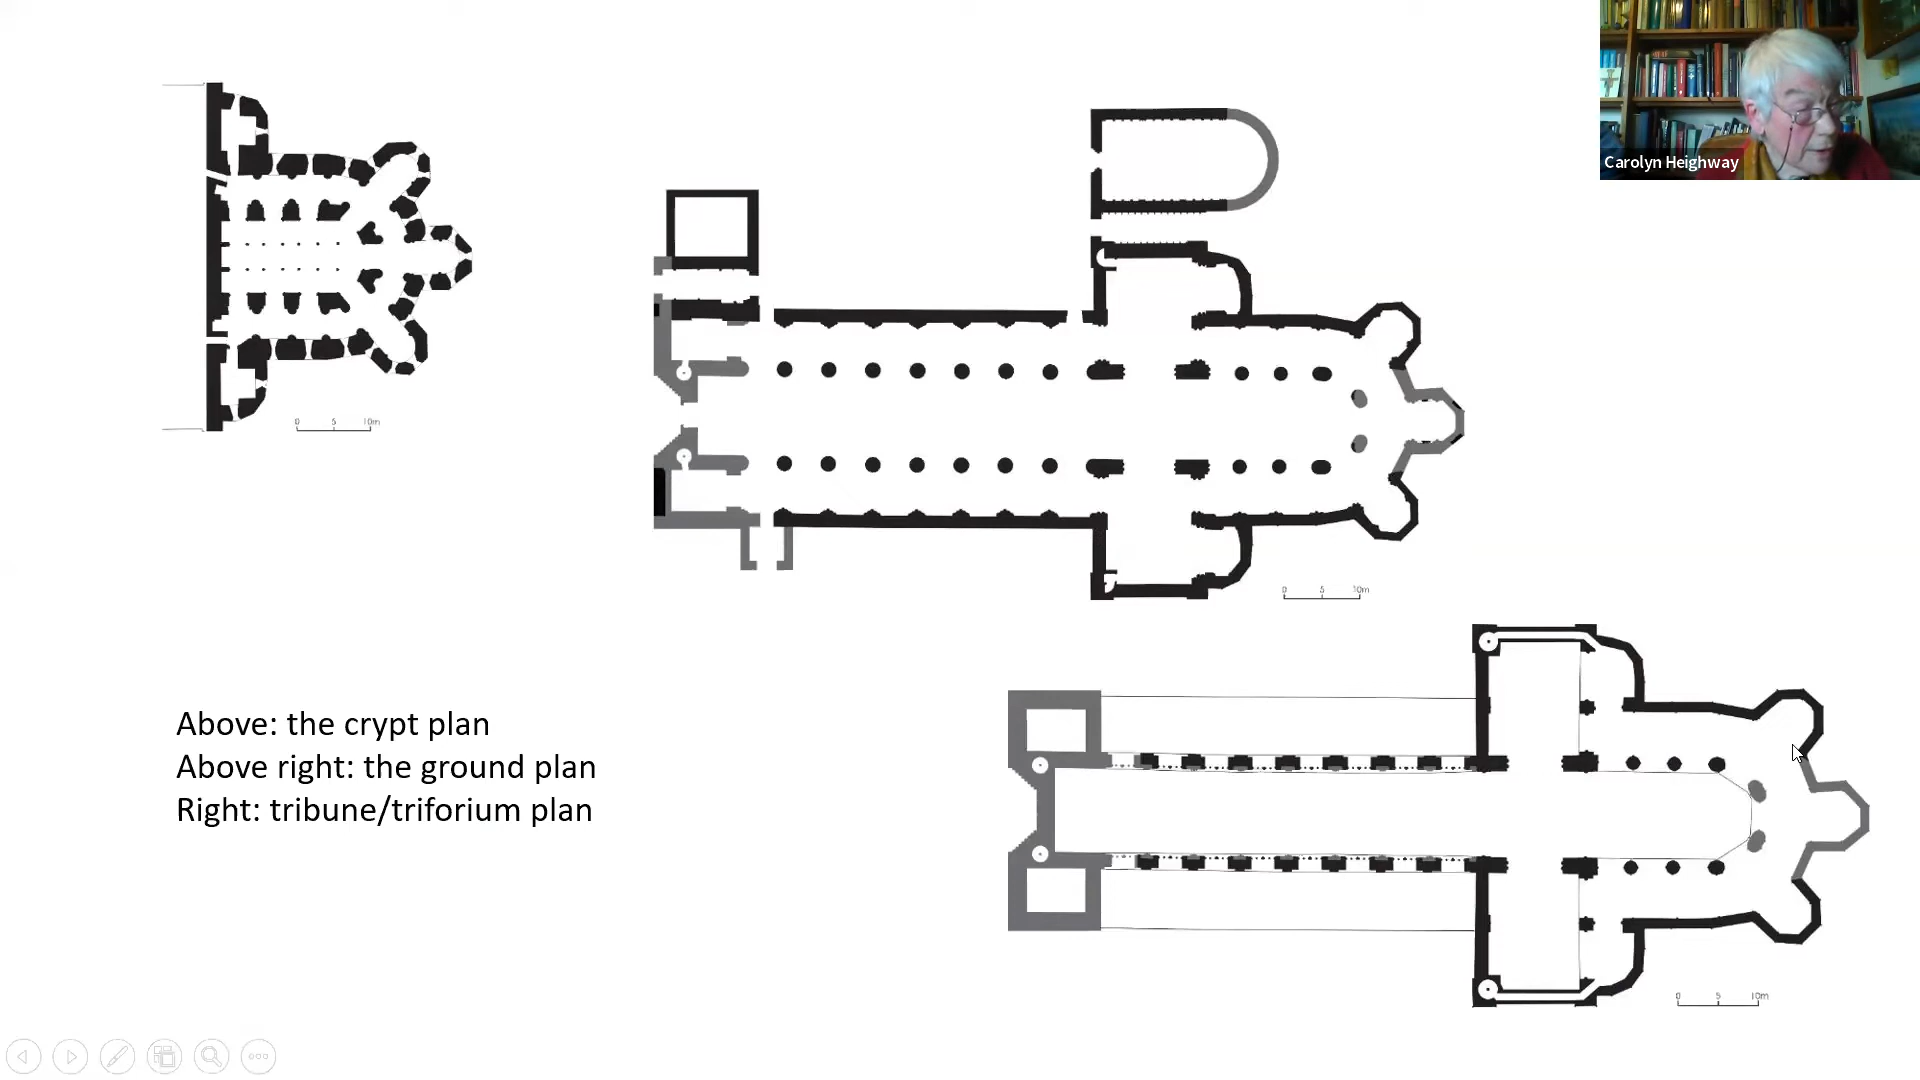 Carolyn Heighway
0 5 10m
0 5 10m
Above: the crypt plan
Above right: the ground plan
Right: tribune/triforium plan
0 5 10m